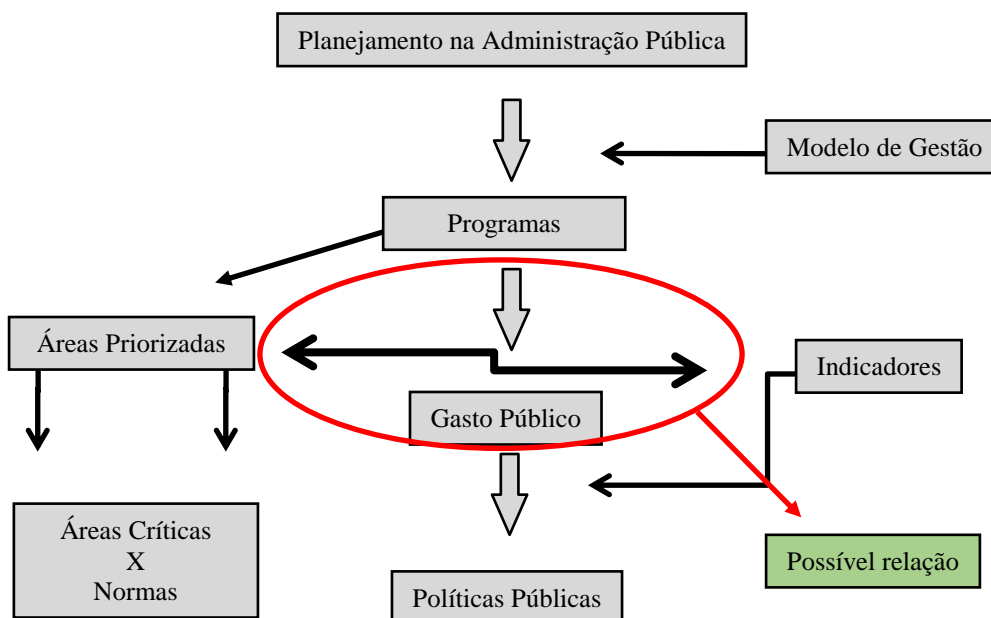 Planejamento na Administração Pública
Modelo de Gestão
Programas
Áreas Priorizadas
Indicadores
Gasto Público
Áreas Críticas
X
Normas
Possível relação
Políticas Públicas